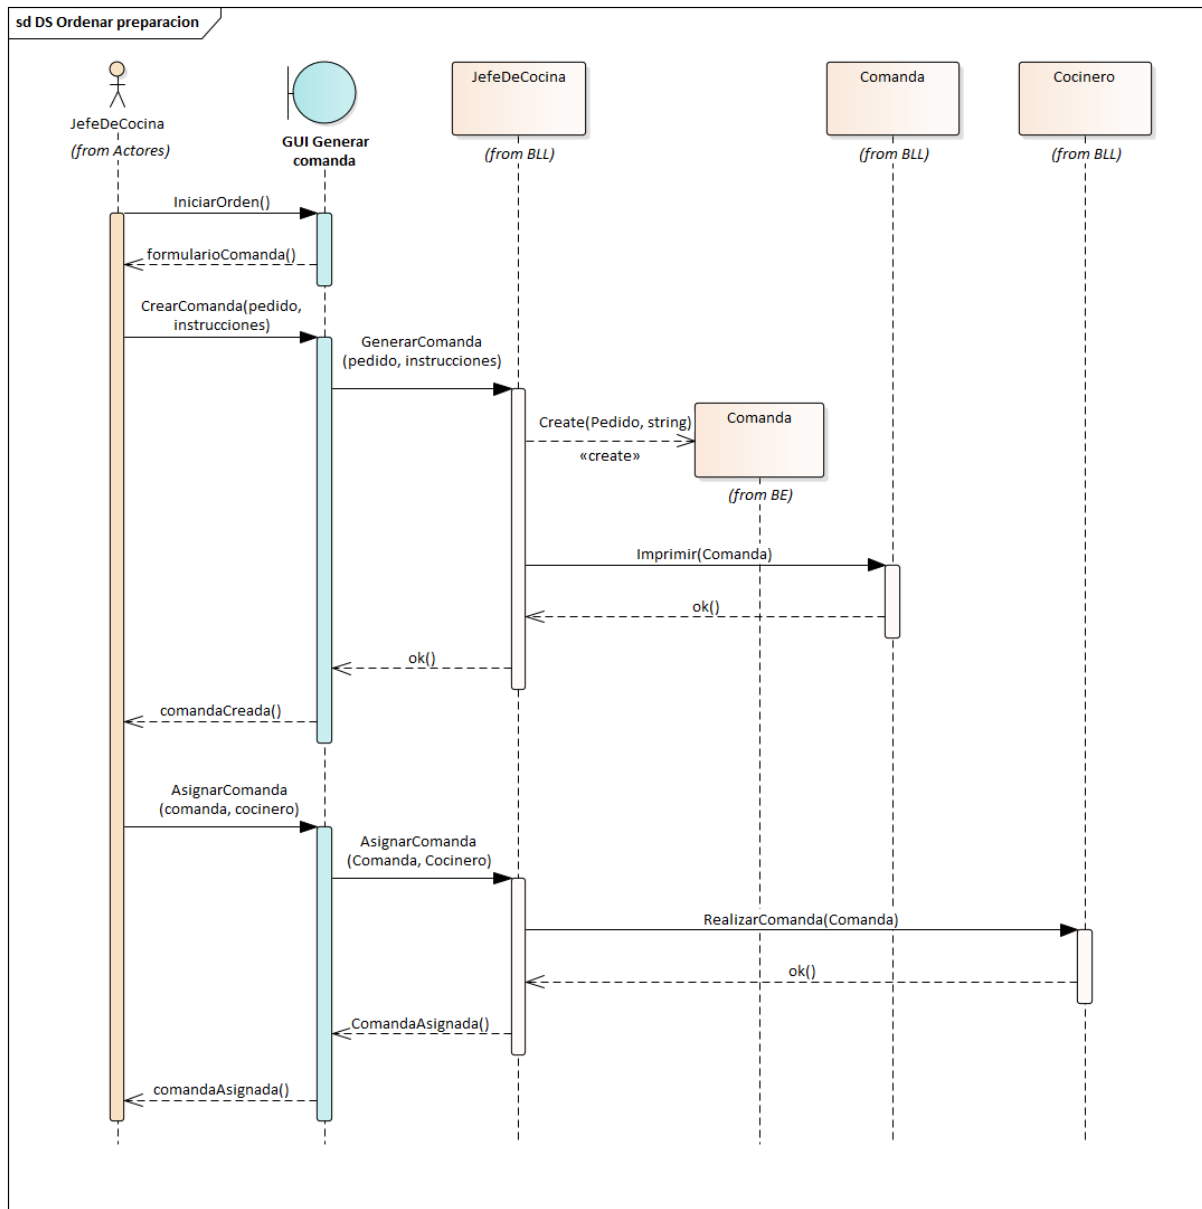 sd DS Ordenar preparacion
JefeDeCocina
(from Actores)
GUI Generar
comanda
JefeDeCocina
(from BLL)
Comanda
(from BLL)
Cocinero
(from BLL)
IniciarOrden()
formularioComanda()
CrearComanda(pedido,
instrucciones)
GenerarComanda
(pedido, instrucciones)
Create(Pedido, string)
«create»
Comanda
(from BE)
Imprimir(Comanda)
ok()
ok()
comandaCreada()
AsignarComanda
(comanda, cocinero)
AsignarComanda
(Comanda, Cocinero)
RealizarComanda(Comanda)
ok()
ComandaAsignada()
comandaAsignada()